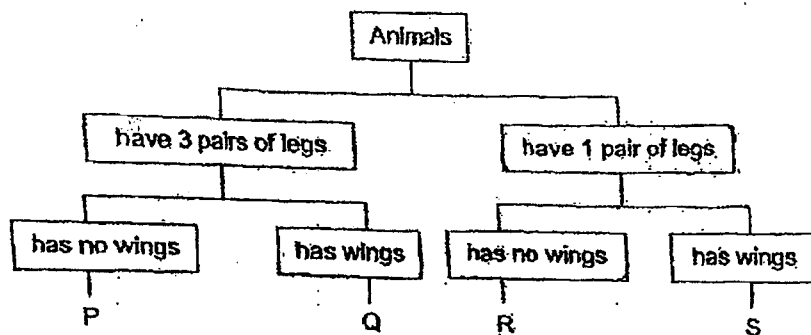 Animals
have 3 pairs of legs
have 1 pair of legs
has no wings
has wings
has no wings
has wings
P
Q
R
S